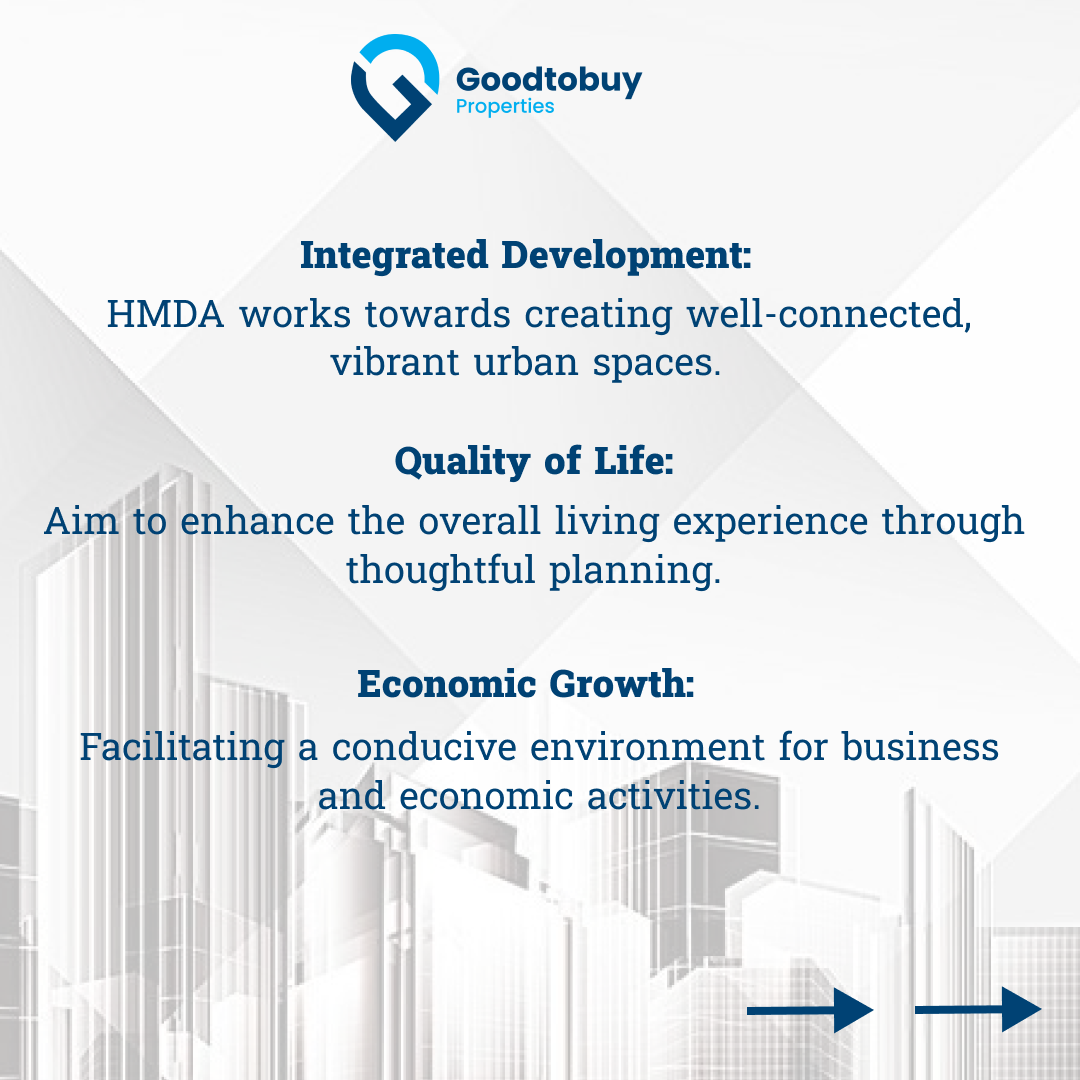 Goodtobuy
Properties
Integrated Development:
HMDA works towards creating well-connected,
vibrant urban spaces.
Quality of Life:
Aim to enhance the overall living experience through
thoughtful planning.
Economic Growth:
Facilitating a conducive environment for business
and economic activities.